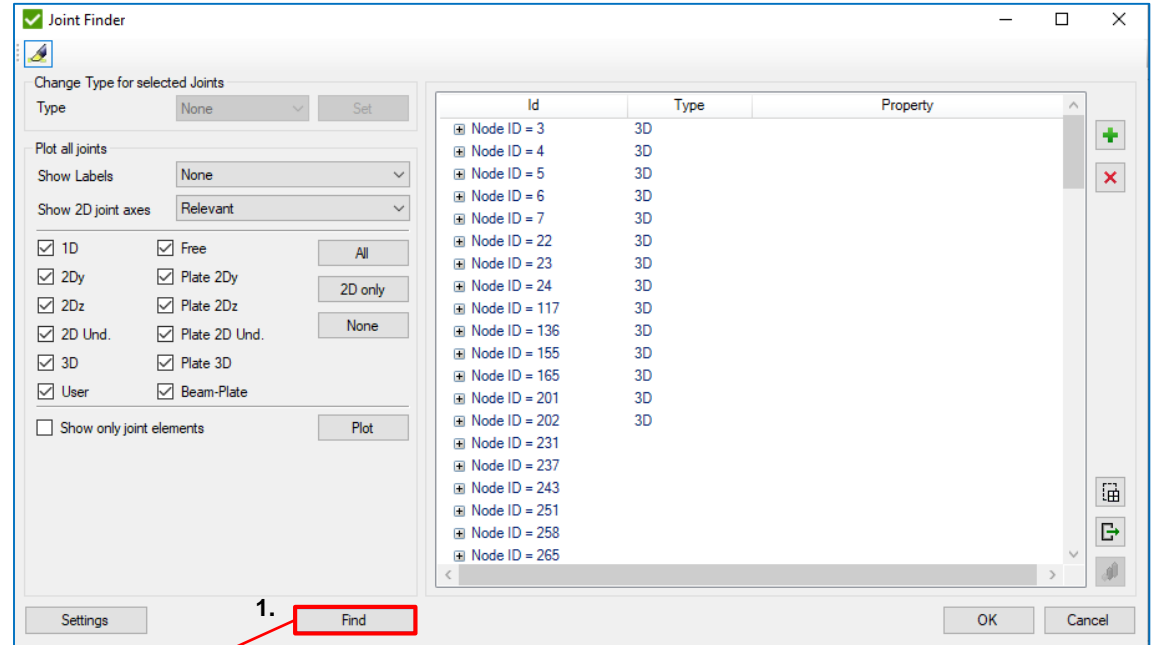 Joint Finder
Change Type for selected Joints
Type None Set
Plot all joints
Show Labels None
Show 2D joint axes Relevant
1D Free All
2Dy Plate 2Dy
2D only
2Dz Plate 2Dz
None
2D Und. Plate 2D Und.
3D Plate 3D
User Beam-Plate
Show only joint elements Plot
Id Type Property
Node ID = 3 3D
Node ID = 4 3D
Node ID = 5 3D
Node ID = 6 3D
Node ID = 7 3D
Node ID = 22 3D
Node ID = 23 3D
Node ID = 24 3D
Node ID = 117 3D
Node ID = 136 3D
Node ID = 155 3D
Node ID = 165 3D
Node ID = 201 3D
Node ID = 202 3D
Node ID = 231
Node ID = 237
Node ID = 243
Node ID = 251
Node ID = 258
Node ID = 265
1.
Settings Find OK Cancel